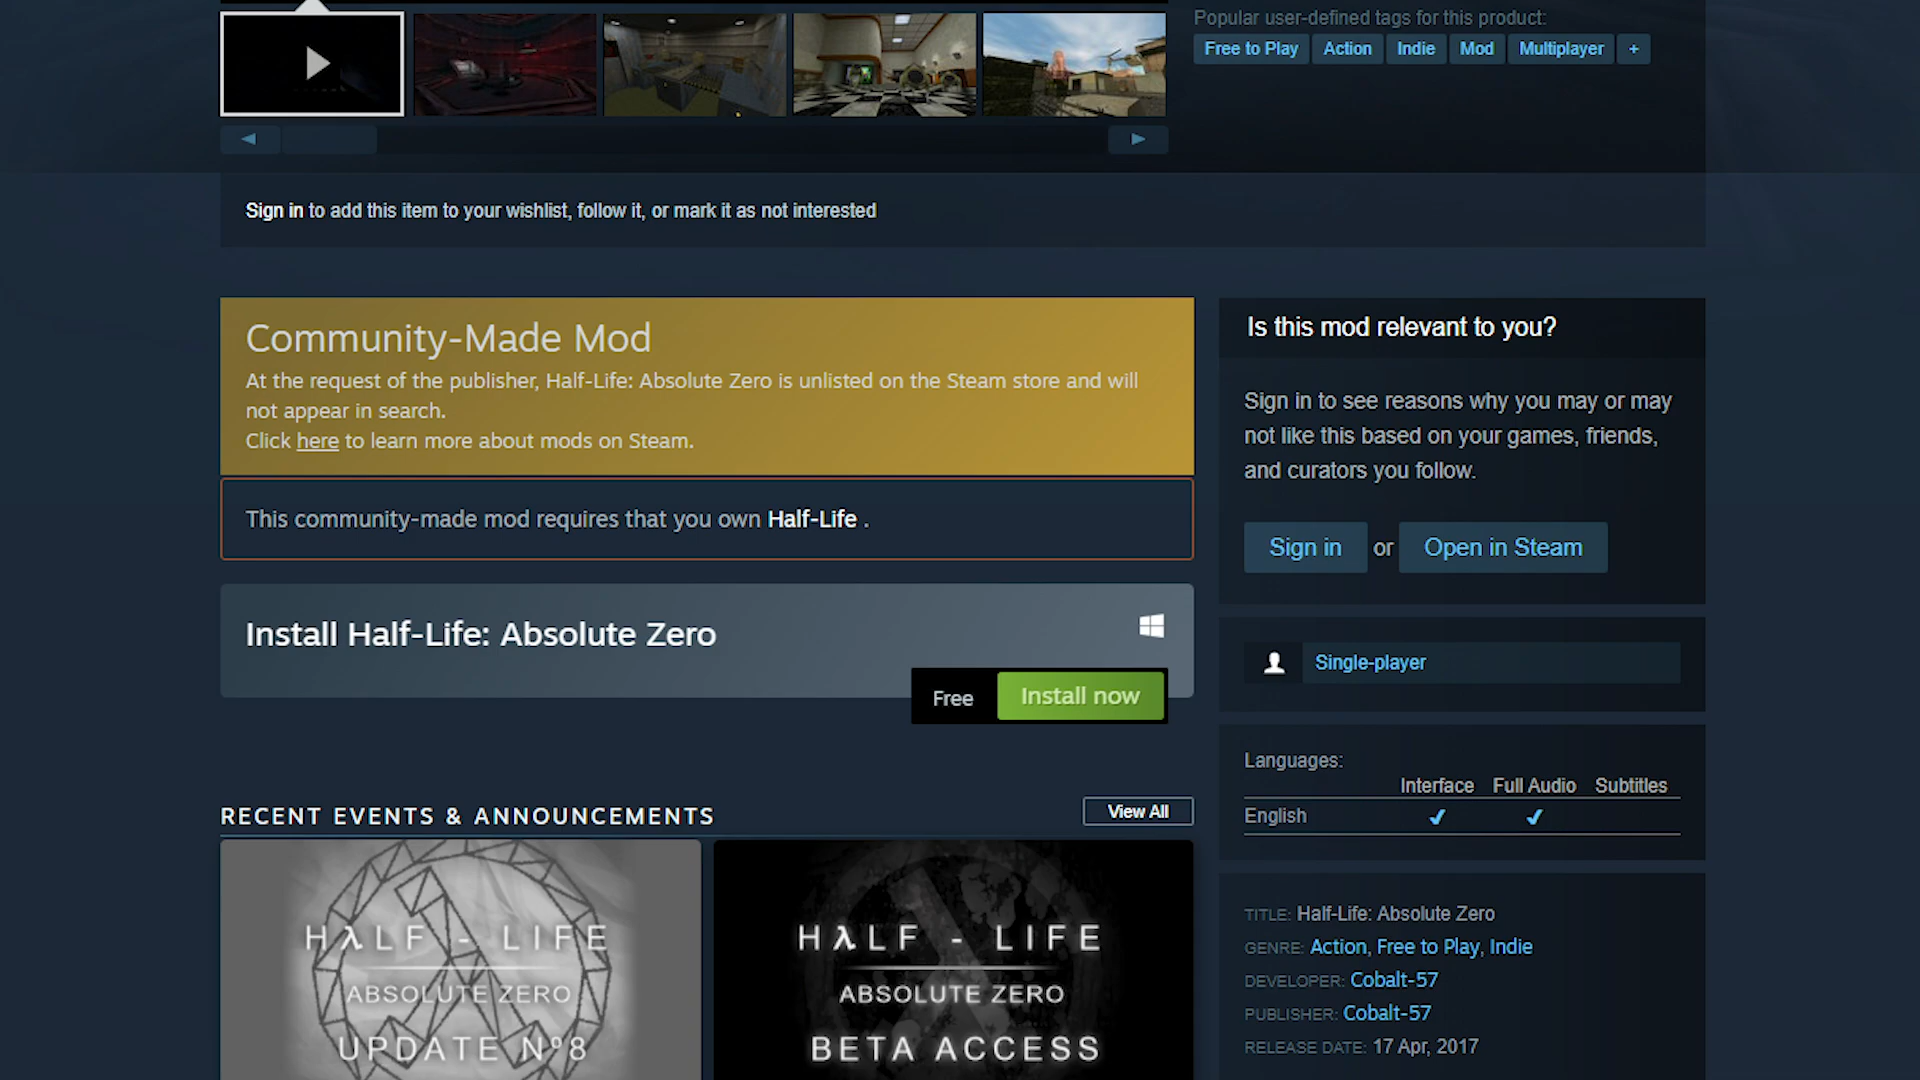 Popular user-defined tags for this product:
Free to Play Action Indie Mod Multiplayer +
Sign in to add this item to your wishlist, follow it, or mark it as not interested
Community-Made Mod
At the request of the publisher, Half-Life: Absolute Zero is unlisted on the Steam store and will
not appear in search.
Click here to learn more about mods on Steam.
This community-made mod requires that you own Half-Life .
Install Half-Life: Absolute Zero
Free Install now
RECENT EVENTS & ANNOUNCEMENTS
View All
HλLF - LIFE
ABSOLUTE ZERO
UPDATE Nº8
HλLF - LIFE
ABSOLUTE ZERO
BETA ACCESS
Is this mod relevant to you?
Sign in to see reasons why you may or may
not like this based on your games, friends,
and curators you follow.
Sign in or Open in Steam
Single-player
Languages:
Interface Full Audio Subtitles
English ✔ ✔
TITLE: Half-Life: Absolute Zero
GENRE: Action, Free to Play, Indie
DEVELOPER: Cobalt-57
PUBLISHER: Cobalt-57
RELEASE DATE: 17 Apr, 2017